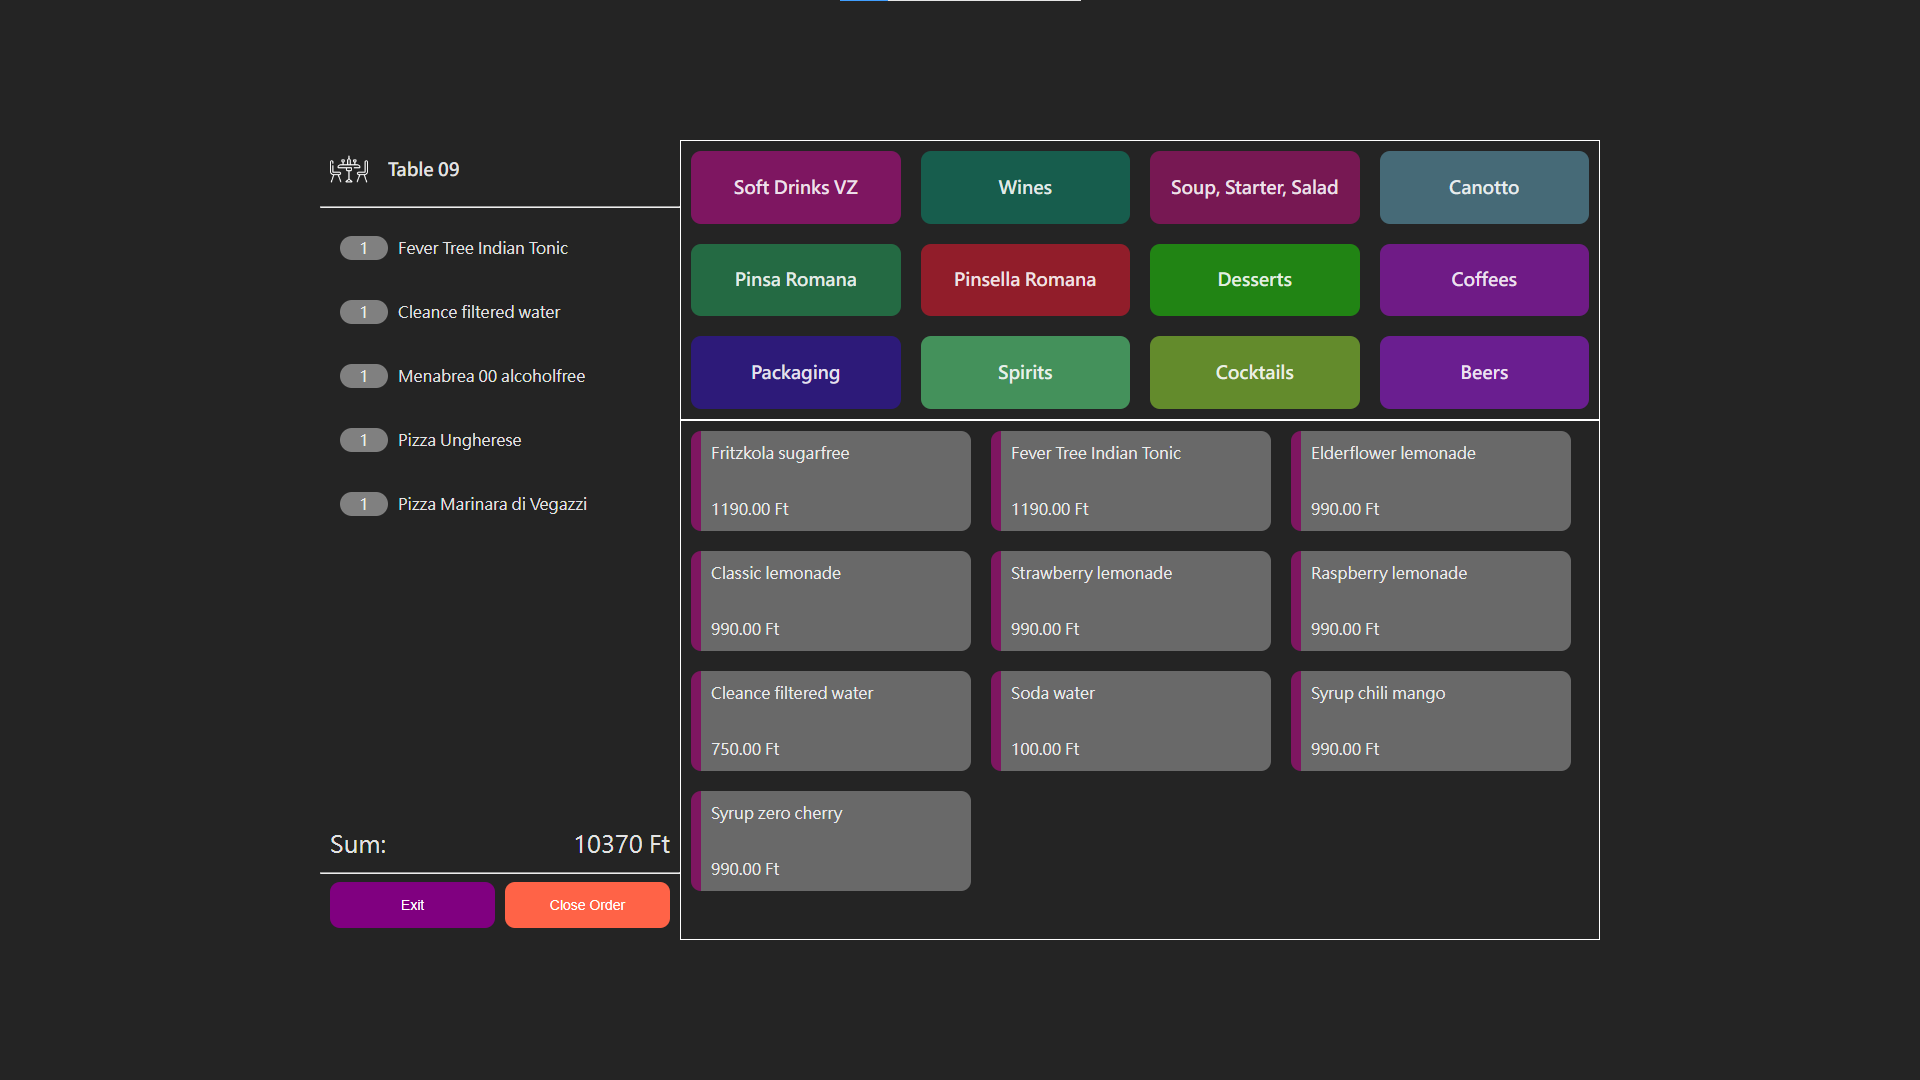 Table 09
1 Fever Tree Indian Tonic
1 Cleance filtered water
1 Menabrea 00 alcoholfree
1 Pizza Ungherese
1 Pizza Marinara di Vegazzi
Sum: 10370 Ft
Exit Close Order
Soft Drinks VZ Wines Soup, Starter, Salad Canotto
Pinsa Romana Pinsella Romana Desserts Coffees
Packaging Spirits Cocktails Beers
Fritzkola sugarfree Fever Tree Indian Tonic Elderflower lemonade
1190.00 Ft 1190.00 Ft 990.00 Ft
Classic lemonade Strawberry lemonade Raspberry lemonade
990.00 Ft 990.00 Ft 990.00 Ft
Cleance filtered water Soda water Syrup chili mango
750.00 Ft 100.00 Ft 990.00 Ft
Syrup zero cherry
990.00 Ft